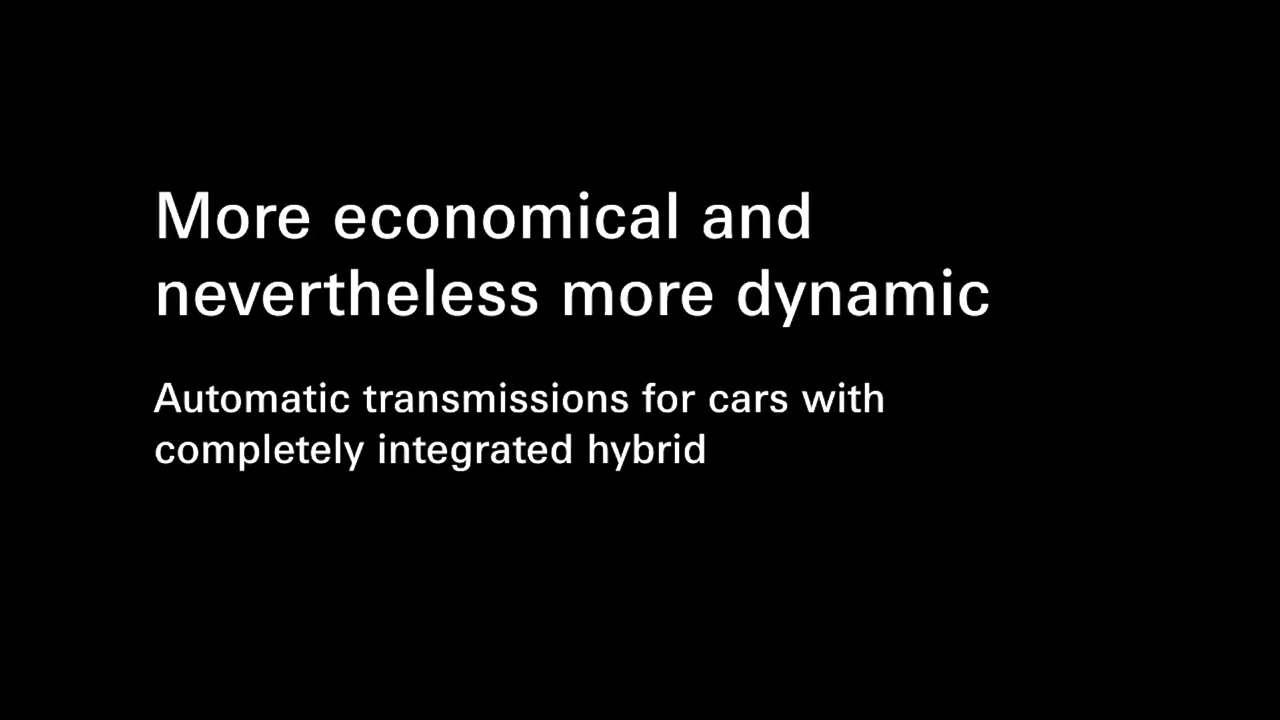 More economical and
nevertheless more dynamic
Automatic transmissions for cars with
completely integrated hybrid